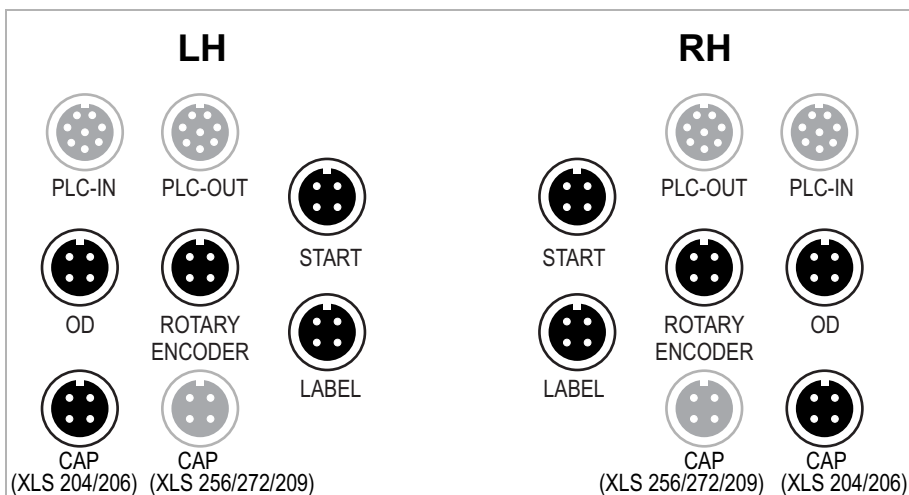 LH
RH
PLC-IN PLC-OUT
PLC-OUT PLC-IN
START
START
OD
ROTARY
ENCODER
ROTARY
ENCODER
OD
LABEL
LABEL
CAP
(XLS 204/206)
CAP
(XLS 256/272/209)
CAP
(XLS 256/272/209)
CAP
(XLS 204/206)